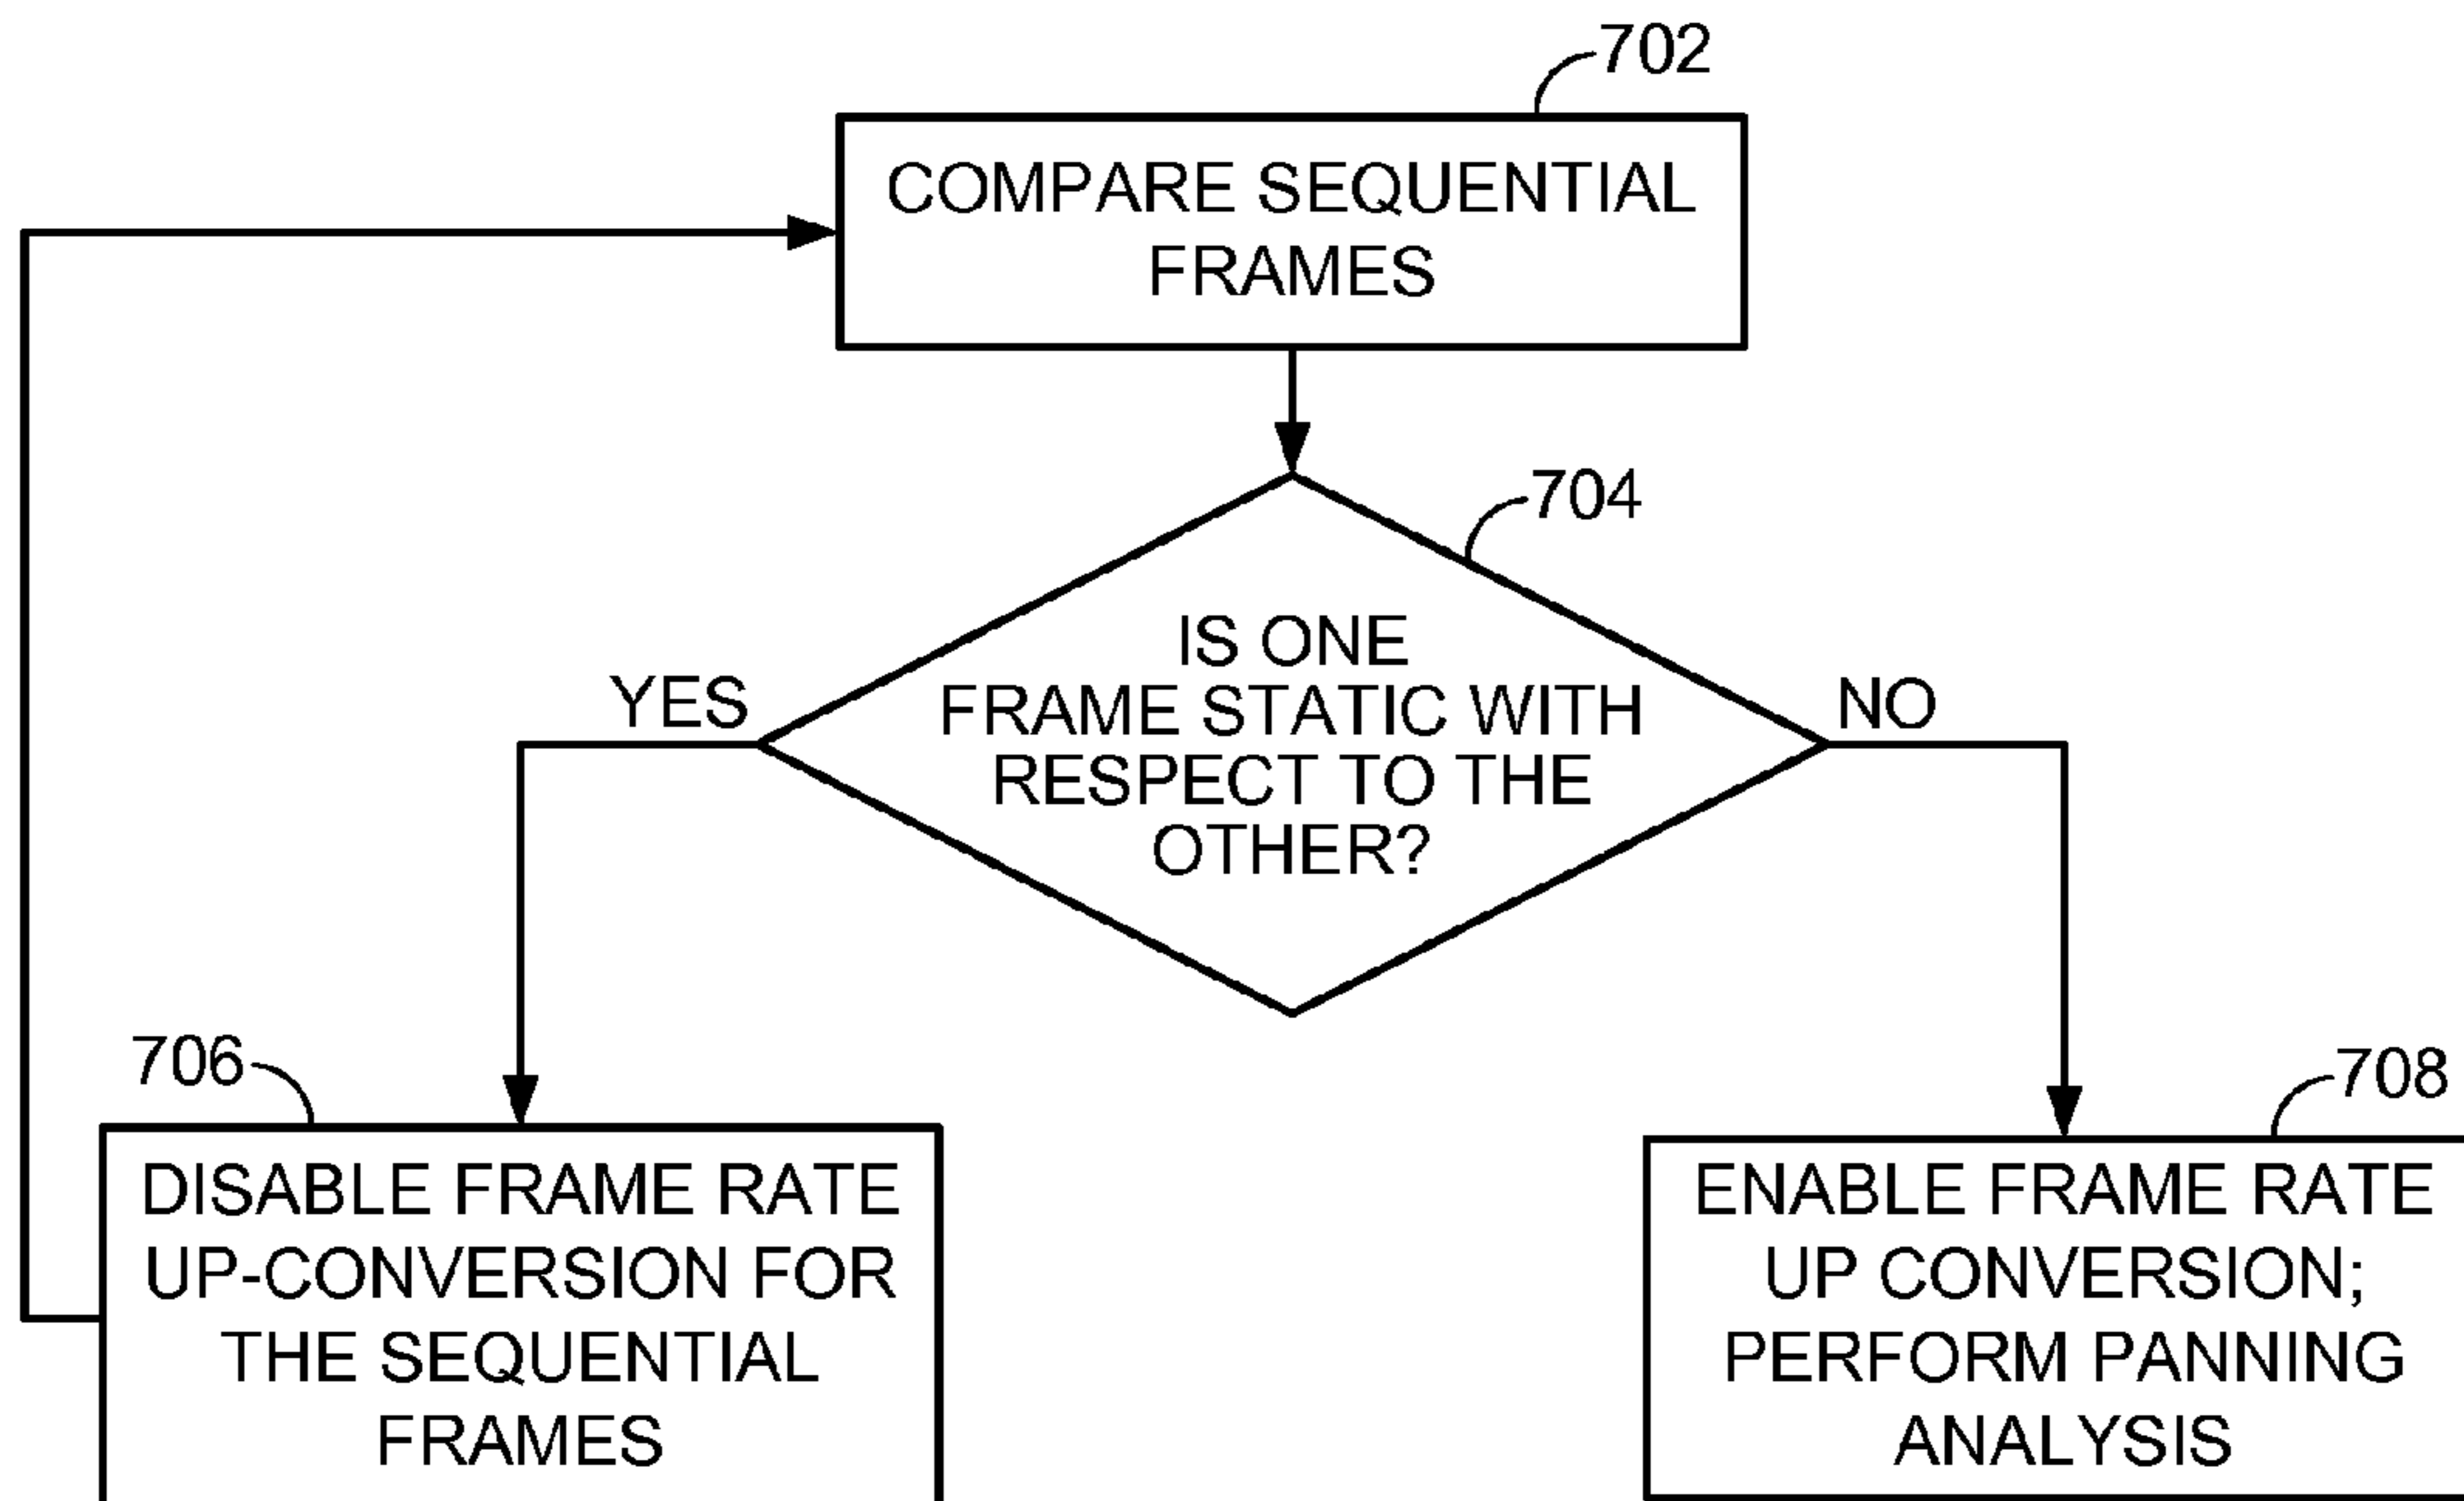 702
COMPARE SEQUENTIAL
FRAMES
704
IS ONE
FRAME STATIC WITH
RESPECT TO THE
OTHER?
YES
NO
706
DISABLE FRAME RATE
UP-CONVERSION FOR
THE SEQUENTIAL
FRAMES
708
ENABLE FRAME RATE
UP CONVERSION;
PERFORM PANNING
ANALYSIS